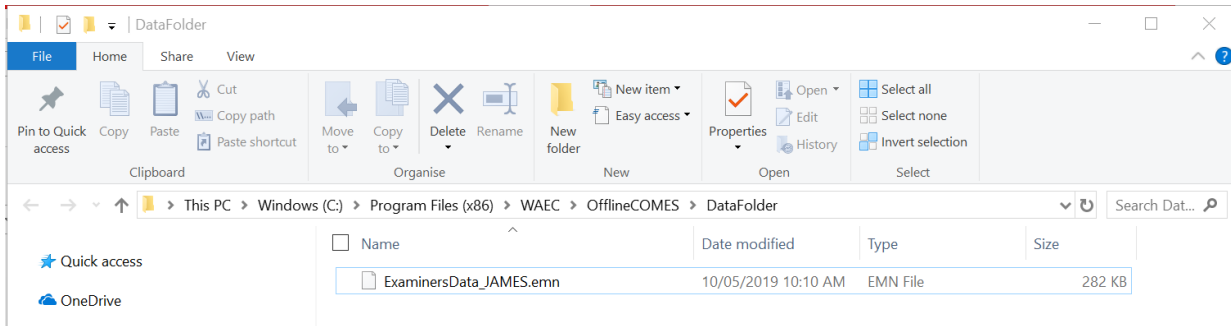 DataFolder
File Home Share View
Pin to Quick access
Copy
Paste
Cut
Copy path
Paste shortcut
Clipboard
Move to
Copy to
Delete
Rename
Organise
New folder
New item
Easy access
New
Properties
Open
Edit
History
Open
Select all
Select none
Invert selection
Select
This PC > Windows (C:) > Program Files (x86) > WAEC > OfflineCOMES > DataFolder
Search Dat...
Quick access
OneDrive
Name Date modified Type Size
ExaminersData_JAMES.emn 10/05/2019 10:10 AM EMN File 282 KB